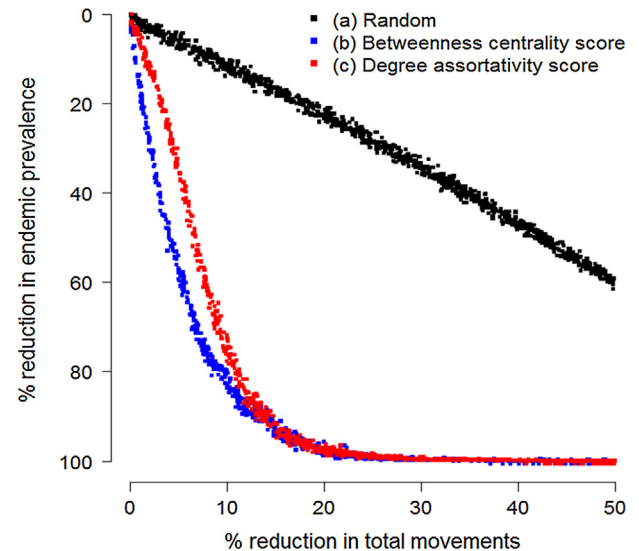 (a) Random
(b) Betweenness centrality score
(c) Degree assortativity score
% reduction in endemic prevalence
0
20
40
60
80
100
0 10 20 30 40 50
% reduction in total movements